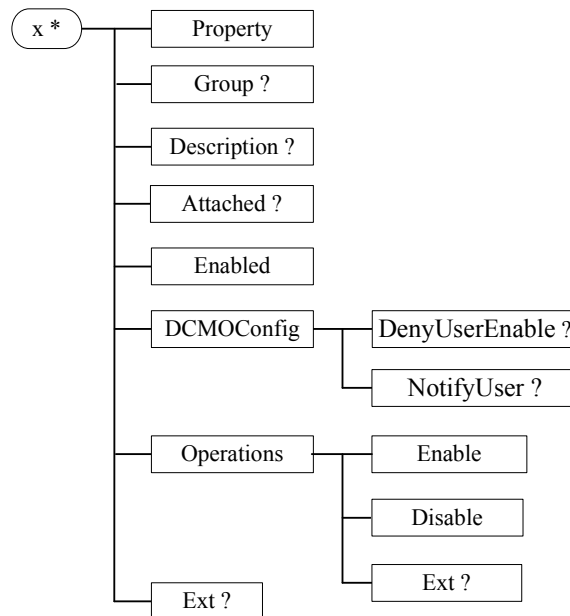 x *
Property
Group ?
Description ?
Attached ?
Enabled
DCMOConfig
DenyUserEnable ?
NotifyUser ?
Operations
Enable
Disable
Ext ?
Ext ?